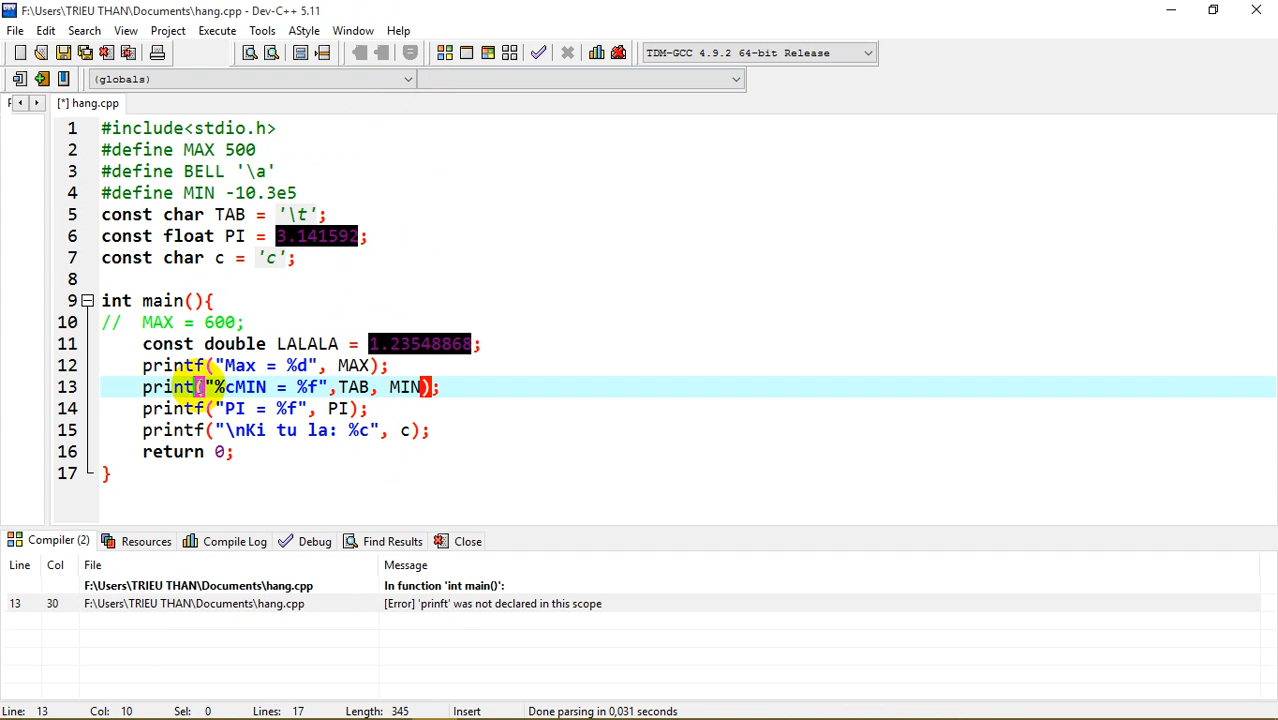 F:\Users\TRIEU THAN\Documents\hang.cpp - Dev-C++ 5.11
File Edit Search View Project Execute Tools AStyle Window Help
TDM-GCC 4.9.2 64-bit Release
(globals)
[*] hang.cpp
1 #include<stdio.h>
2 #define MAX 500
3 #define BELL '\a'
4 #define MIN -10.3e5
5 const char TAB = '\t';
6 const float PI = 3.141592;
7 const char c = 'c';
8
9 int main(){
10 // MAX = 600;
11 const double LALALA = 1.23548868;
12 printf("Max = %d", MAX);
13 print("%cMIN = %f",TAB, MIN);
14 printf("PI = %f", PI);
15 printf("\nKi tu la: %c", c);
16 return 0;
17 }
Compiler (2) Resources Compile Log Debug Find Results Close
Line Col File Message
F:\Users\TRIEU THAN\Documents\hang.cpp In function 'int main()':
13 30 F:\Users\TRIEU THAN\Documents\hang.cpp [Error] 'prinft' was not declared in this scope
Line: 13 Col: 10 Sel: 0 Lines: 17 Length: 345 Insert Done parsing in 0,031 seconds